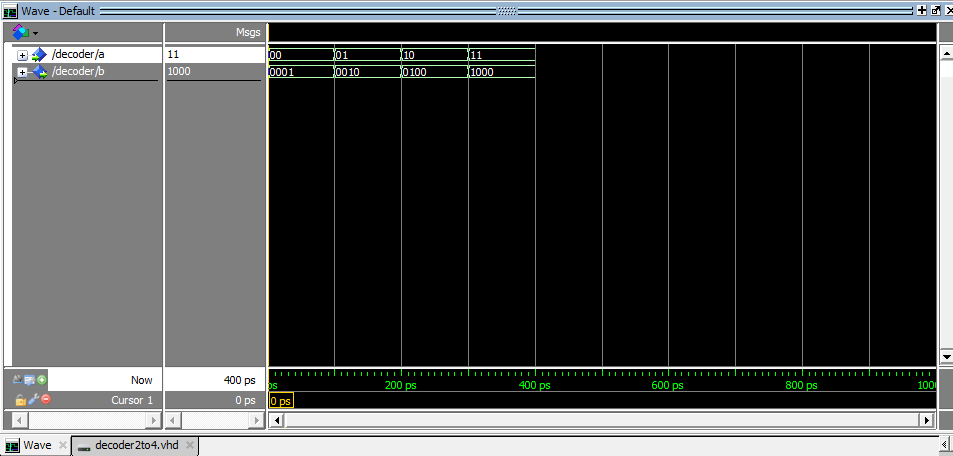 Wave - Default
Msgs
/decoder/a 11 00 01 10 11
/decoder/b 1000 0001 0010 0100 1000
Now 400 ps ps 200 ps 400 ps 600 ps 800 ps 1000
Cursor 1 0 ps 0 ps
Wave decoder2to4.vhd